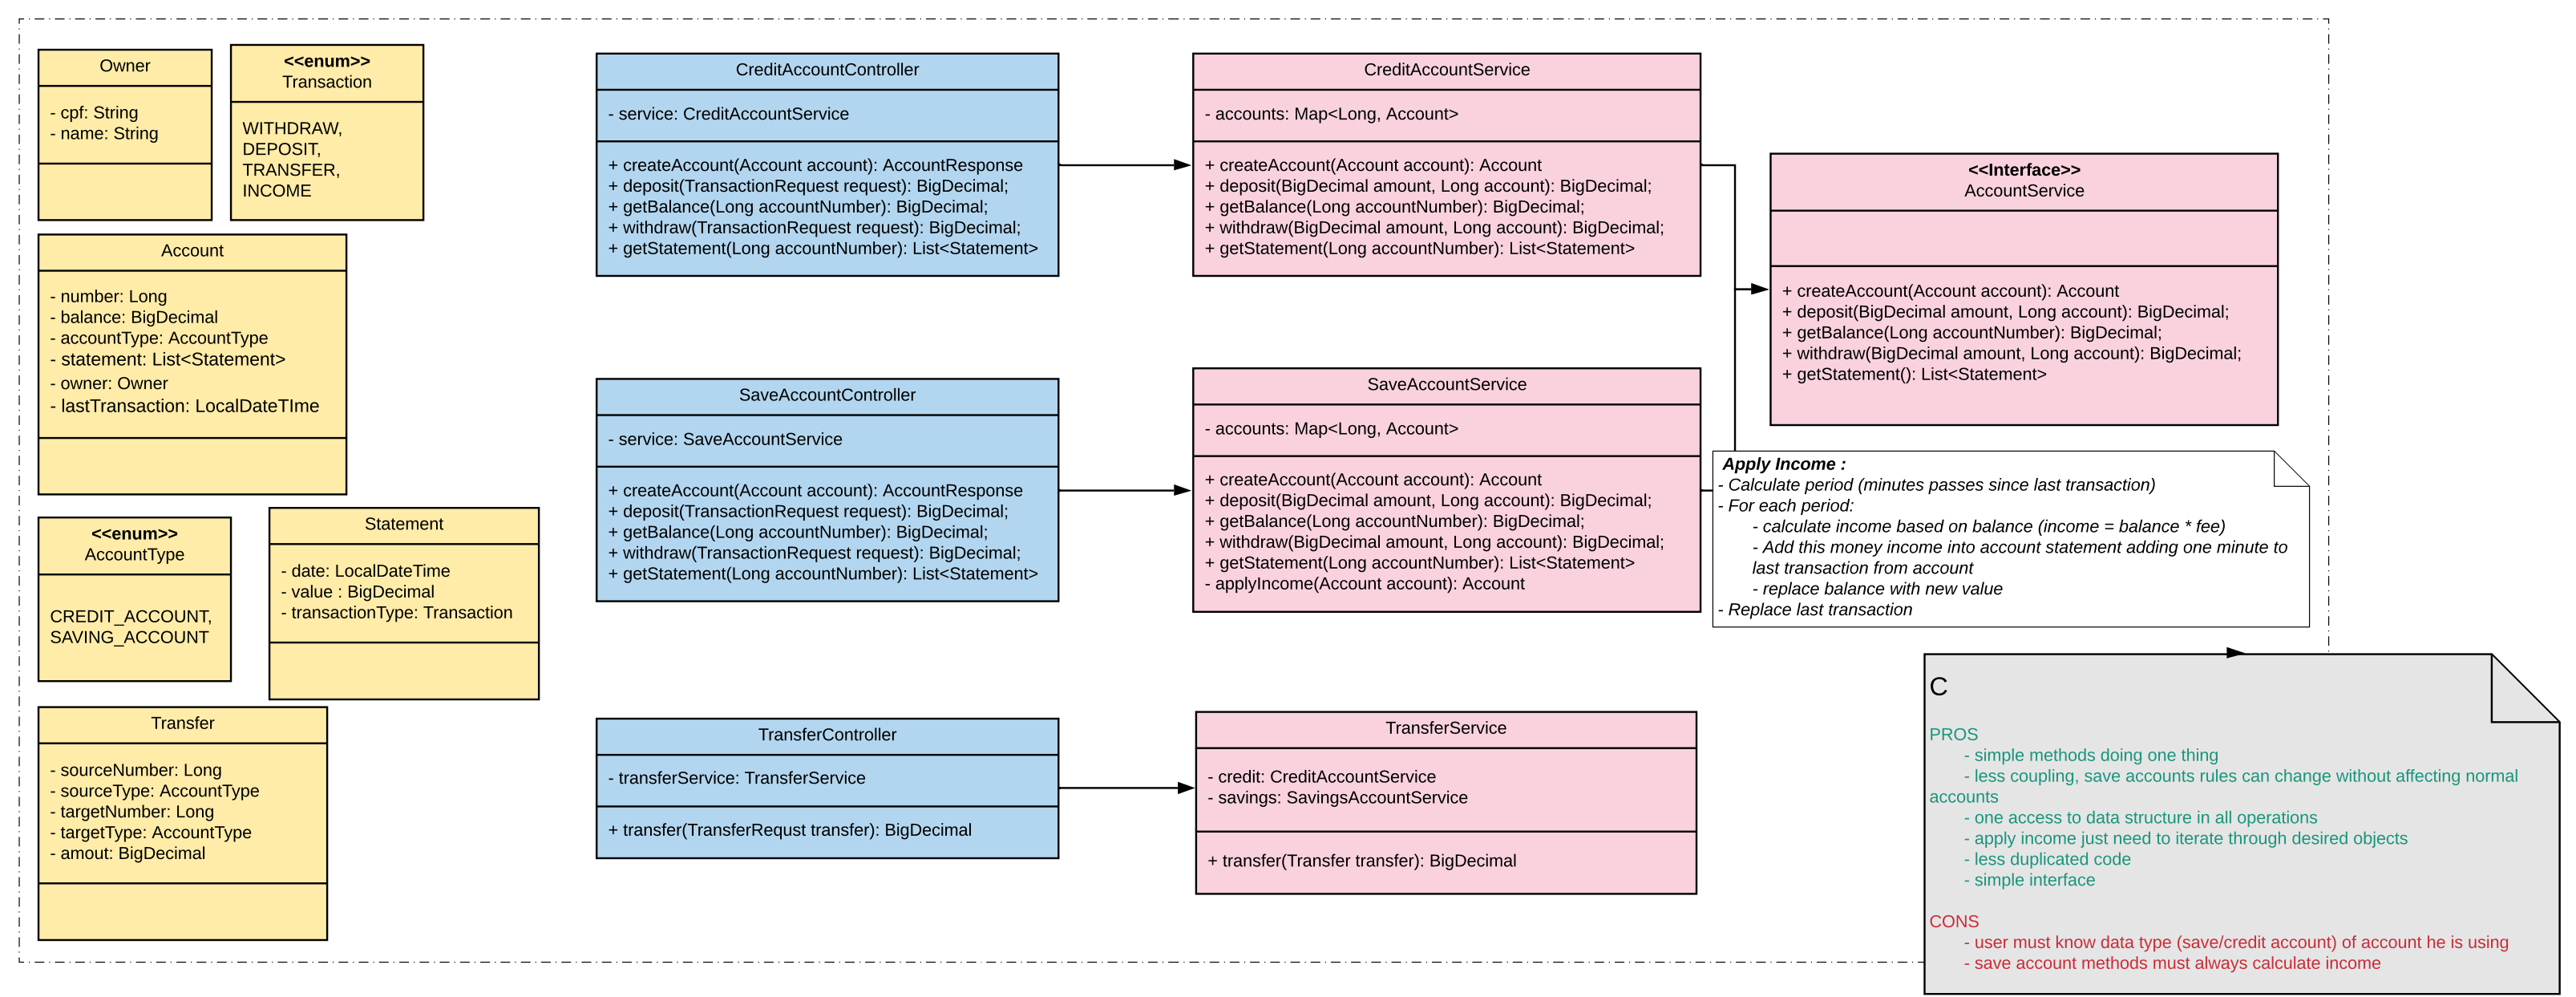 Owner
- cpf: String
- name: String
<<enum>>
Transaction
WITHDRAW,
DEPOSIT,
TRANSFER,
INCOME
Account
- number: Long
- balance: BigDecimal
- accountType: AccountType
- statement: List<Statement>
- owner: Owner
- lastTransaction: LocalDateTIme
<<enum>>
AccountType
CREDIT_ACCOUNT,
SAVING_ACCOUNT
Statement
- date: LocalDateTime
- value : BigDecimal
- transactionType: Transaction
Transfer
- sourceNumber: Long
- sourceType: AccountType
- targetNumber: Long
- targetType: AccountType
- amout: BigDecimal
CreditAccountController
- service: CreditAccountService
+ createAccount(Account account): AccountResponse
+ deposit(TransactionRequest request): BigDecimal;
+ getBalance(Long accountNumber): BigDecimal;
+ withdraw(TransactionRequest request): BigDecimal;
+ getStatement(Long accountNumber): List<Statement>
SaveAccountController
- service: SaveAccountService
+ createAccount(Account account): AccountResponse
+ deposit(TransactionRequest request): BigDecimal;
+ getBalance(Long accountNumber): BigDecimal;
+ withdraw(TransactionRequest request): BigDecimal;
+ getStatement(Long accountNumber): List<Statement>
TransferController
- transferService: TransferService
+ transfer(TransferRequst transfer): BigDecimal
CreditAccountService
- accounts: Map<Long, Account>
+ createAccount(Account account): Account
+ deposit(BigDecimal amount, Long account): BigDecimal;
+ getBalance(Long accountNumber): BigDecimal;
+ withdraw(BigDecimal amount, Long account): BigDecimal;
+ getStatement(Long accountNumber): List<Statement>
SaveAccountService
- accounts: Map<Long, Account>
+ createAccount(Account account): Account
+ deposit(BigDecimal amount, Long account): BigDecimal;
+ getBalance(Long accountNumber): BigDecimal;
+ withdraw(BigDecimal amount, Long account): BigDecimal;
+ getStatement(Long accountNumber): List<Statement>
- applyIncome(Account account): Account
TransferService
- credit: CreditAccountService
- savings: SavingsAccountService
+ transfer(Transfer transfer): BigDecimal
<<Interface>>
AccountService
+ createAccount(Account account): Account
+ deposit(BigDecimal amount, Long account): BigDecimal;
+ getBalance(Long accountNumber): BigDecimal;
+ withdraw(BigDecimal amount, Long account): BigDecimal;
+ getStatement(): List<Statement>
Apply Income :
- Calculate period (minutes passes since last transaction)
- For each period:
- calculate income based on balance (income = balance * fee)
- Add this money income into account statement adding one minute to
last transaction from account
- replace balance with new value
- Replace last transaction
C
PROS
- simple methods doing one thing
- less coupling, save accounts rules can change without affecting normal
accounts
- one access to data structure in all operations
- apply income just need to iterate through desired objects
- less duplicated code
- simple interface
CONS
- user must know data type (save/credit account) of account he is using
- save account methods must always calculate income